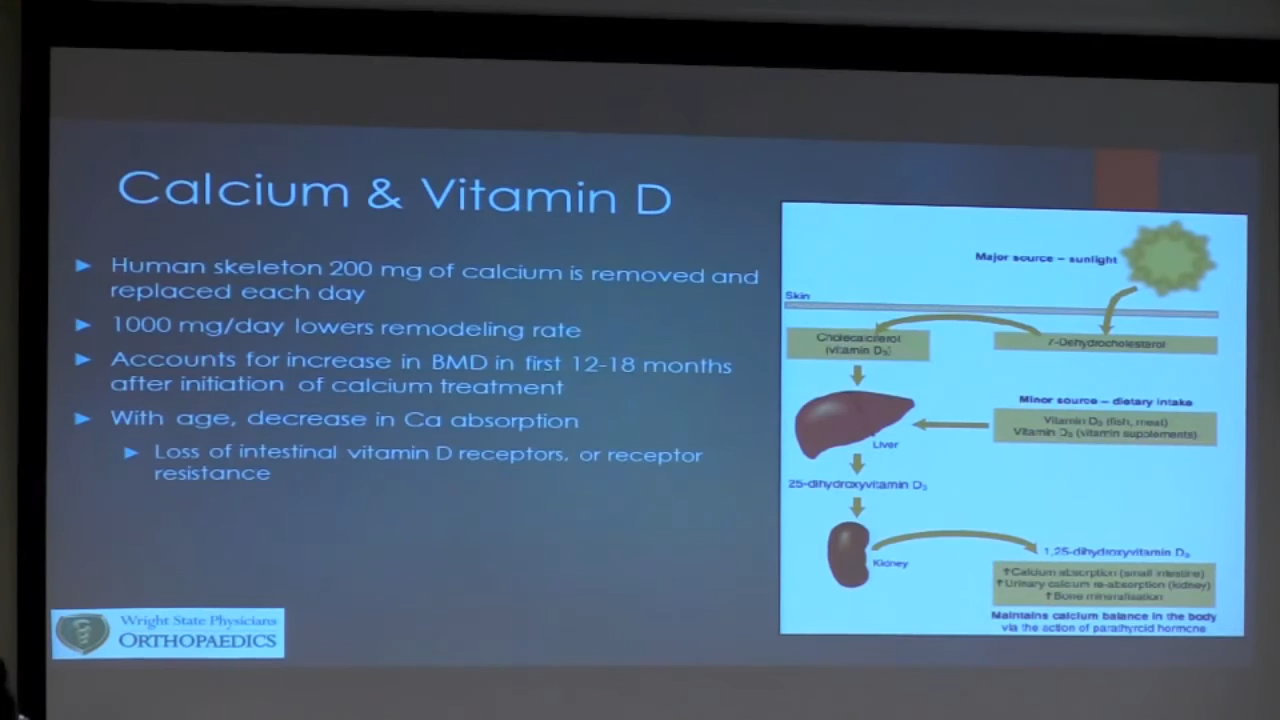 Calcium & Vitamin D
Human skeleton 200 mg of calcium is removed and
replaced each day
1000 mg/day lowers remodeling rate
Accounts for increase in BMD in first 12-18 months
after initiation of calcium treatment
With age, decrease in Ca absorption
Loss of intestinal vitamin D receptors, or receptor
resistance
Wright State Physicians
ORTHOPAEDICS
Major source – sunlight
Skin
Cholecalciferol
(vitamin D₃)
7-Dehydrocholesterol
Minor source – dietary intake
Vitamin D₃ (fish, meat)
Vitamin D₃ (vitamin supplements)
Liver
25-dihydroxyvitamin D₃
Kidney
1,25-dihydroxyvitamin D₃
↑Calcium absorption (small intestine)
↑Urinary calcium re-absorption (kidney)
↑Bone mineralisation
Maintains calcium balance in the body
via the action of parathyroid hormone